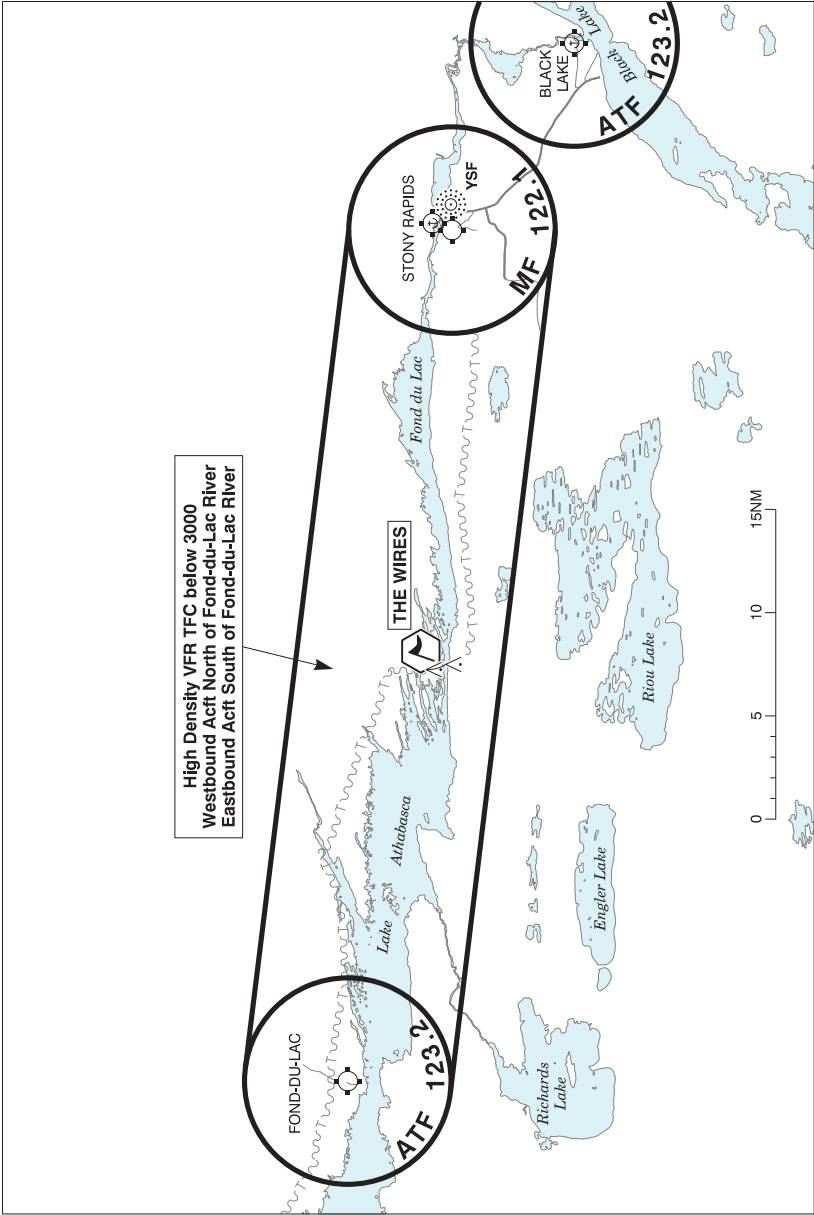 High Density VFR TFC below 3000
Westbound Acft North of Fond-du-Lac River
Eastbound Acft South of Fond-du-Lac RIver
FOND-DU-LAC
ATF 123.2
Lake
Athabasca
THE WIRES
Fond du Lac
STONY RAPIDS
YSF
MF 122.1
BLACK
LAKE
Black
Lake
ATF 123.2
Richards
Lake
Engler Lake
Riou Lake
0
5
10
15NM
T
T
T
T
T
T
T
T
T
T
T
T